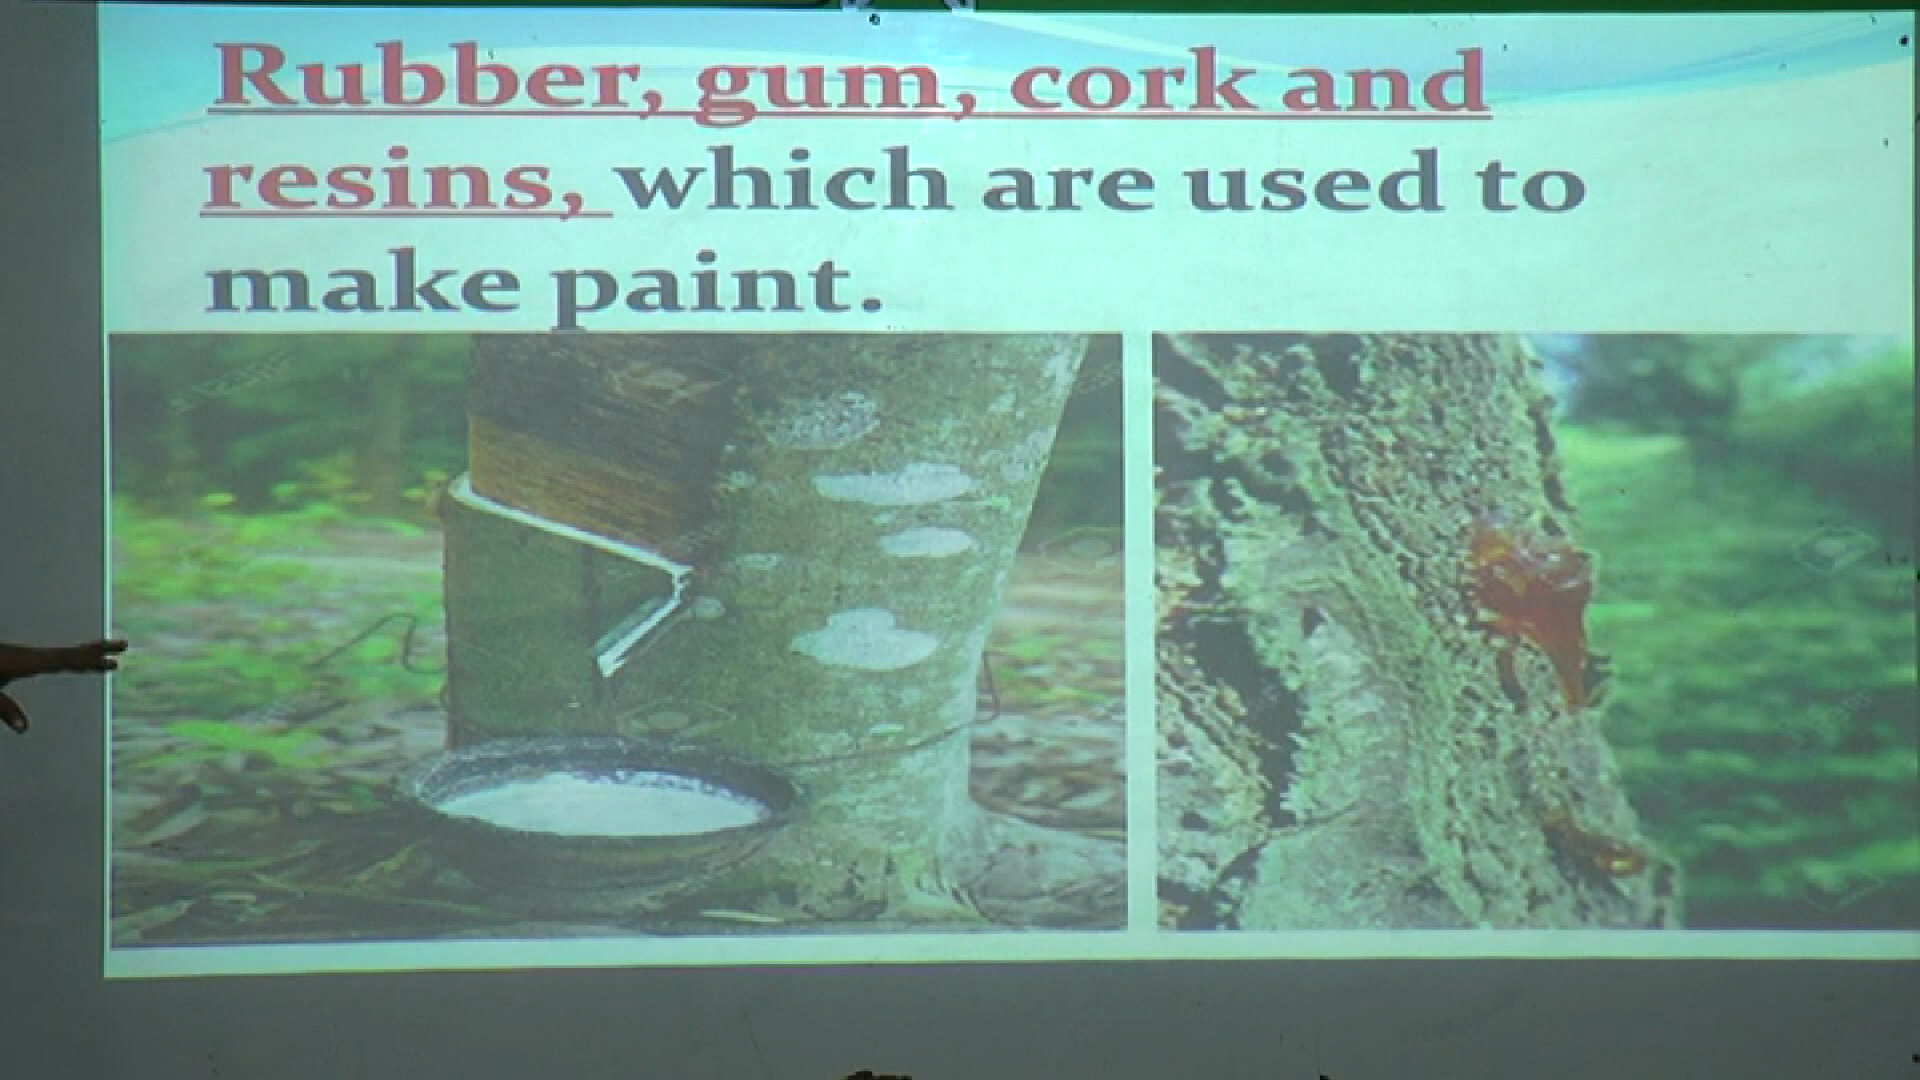 Rubber, gum, cork and
resins, which are used to
make paint.